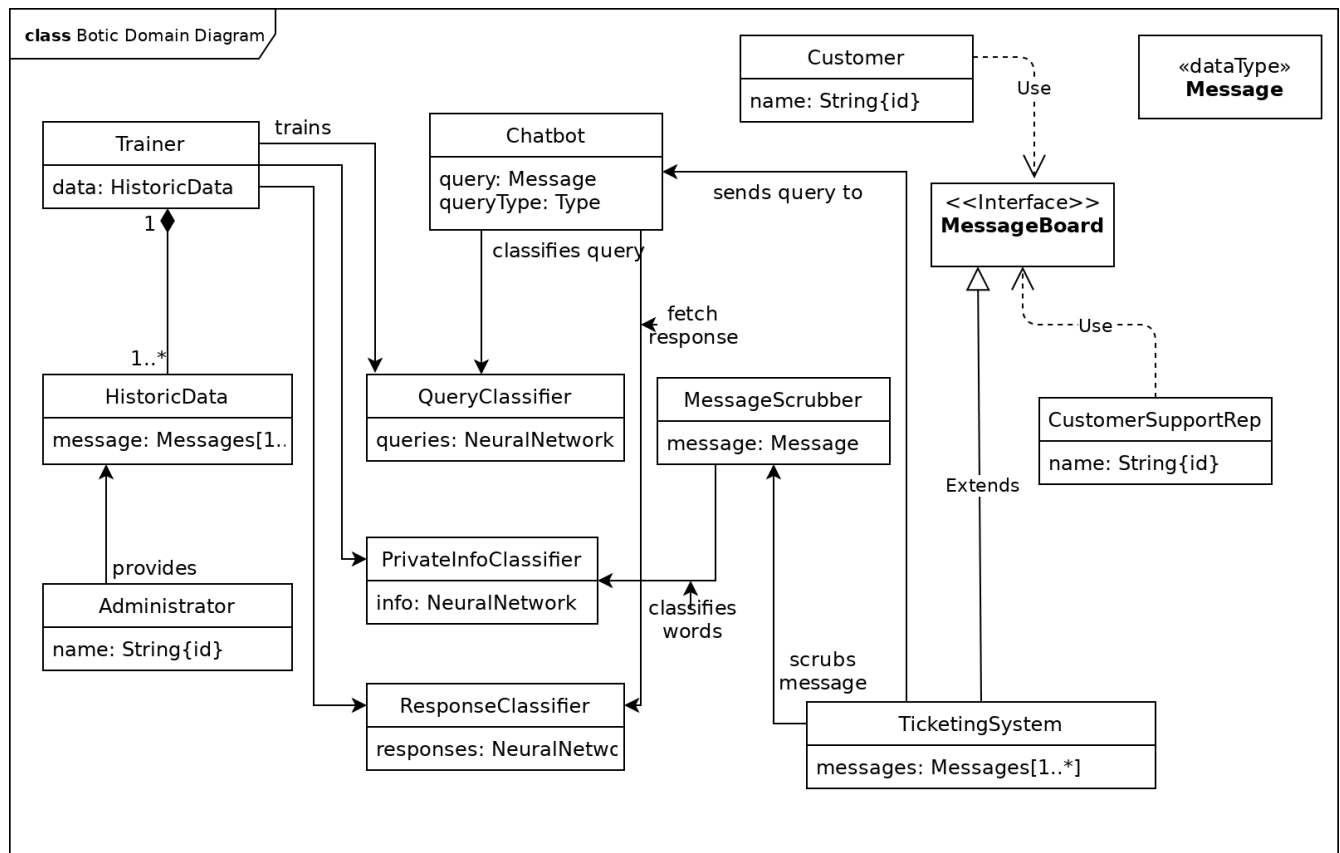 class Botic Domain Diagram
Customer
name: String{id}
«dataType»
Message
Use
trains
Trainer
data: HistoricData
Chatbot
query: Message
queryType: Type
sends query to
<<Interface>>
MessageBoard
1
classifies query
fetch
response
Use
1..*
HistoricData
message: Messages[1..
QueryClassifier
queries: NeuralNetwork
MessageScrubber
message: Message
CustomerSupportRep
name: String{id}
Extends
provides
Administrator
name: String{id}
PrivateInfoClassifier
info: NeuralNetwork
classifies
words
scrubs
message
ResponseClassifier
responses: NeuralNetwo
TicketingSystem
messages: Messages[1..*]